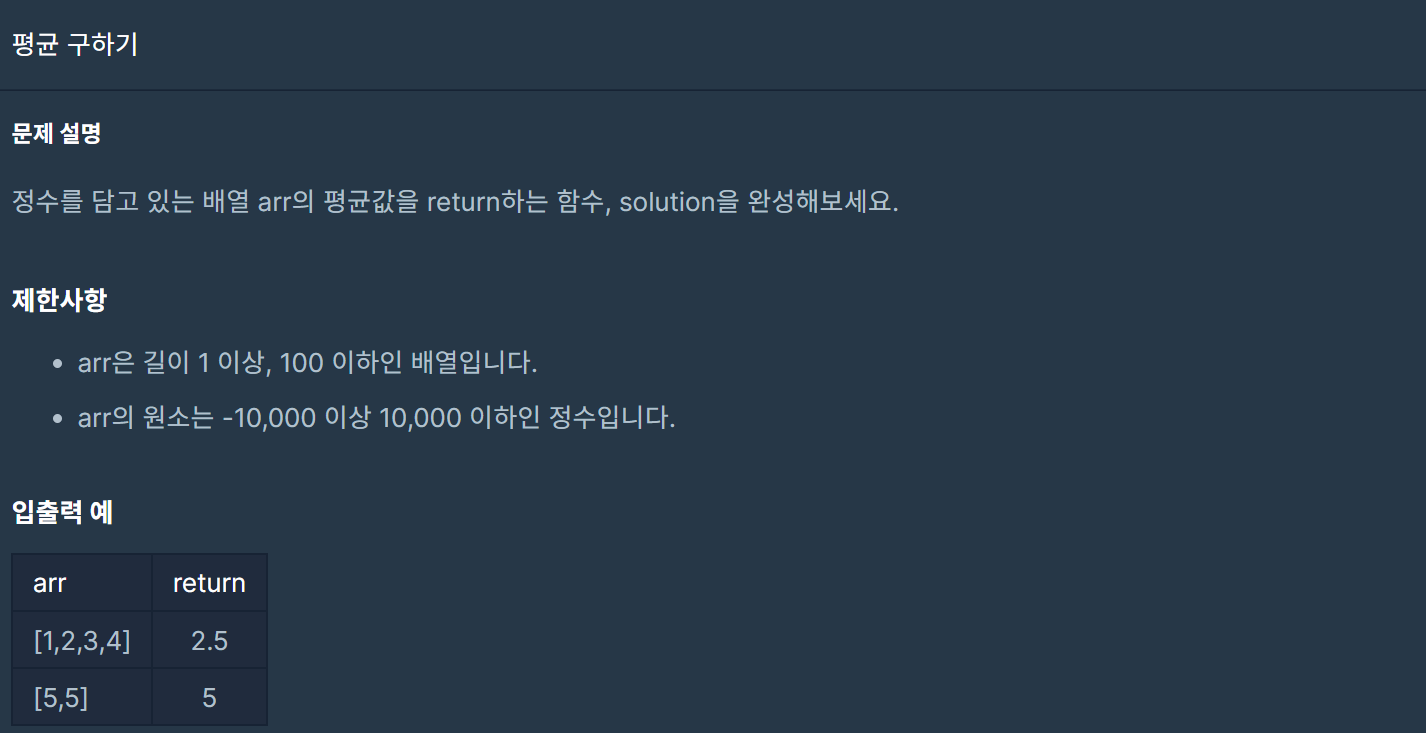 평균 구하기
문제 설명
정수를 담고 있는 배열 arr의 평균값을 return하는 함수, solution을 완성해보세요.
제한사항
• arr은 길이 1 이상, 100 이하인 배열입니다.
• arr의 원소는 -10,000 이상 10,000 이하인 정수입니다.
입출력 예
arr return
[1,2,3,4] 2.5
[5,5] 5